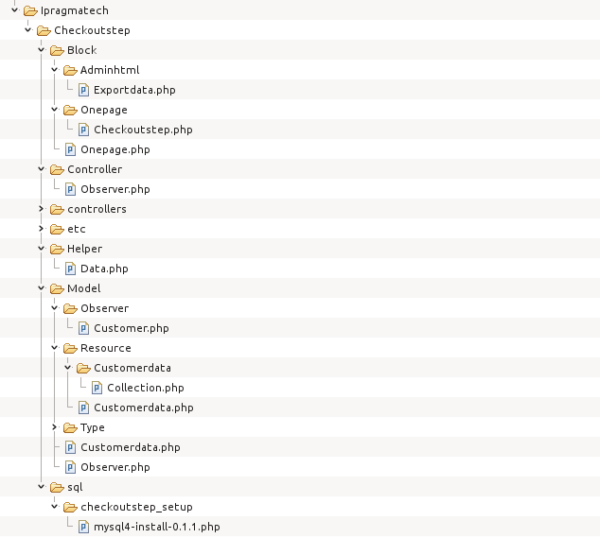 Ipragmatech
Checkoutstep
Block
Adminhtml
Exportdata.php
Onepage
Checkoutstep.php
Onepage.php
Controller
Observer.php
controllers
etc
Helper
Data.php
Model
Observer
Customer.php
Resource
Customerdata
Collection.php
Customerdata.php
Type
Customerdata.php
Observer.php
sql
checkoutstep_setup
mysql4-install-0.1.1.php